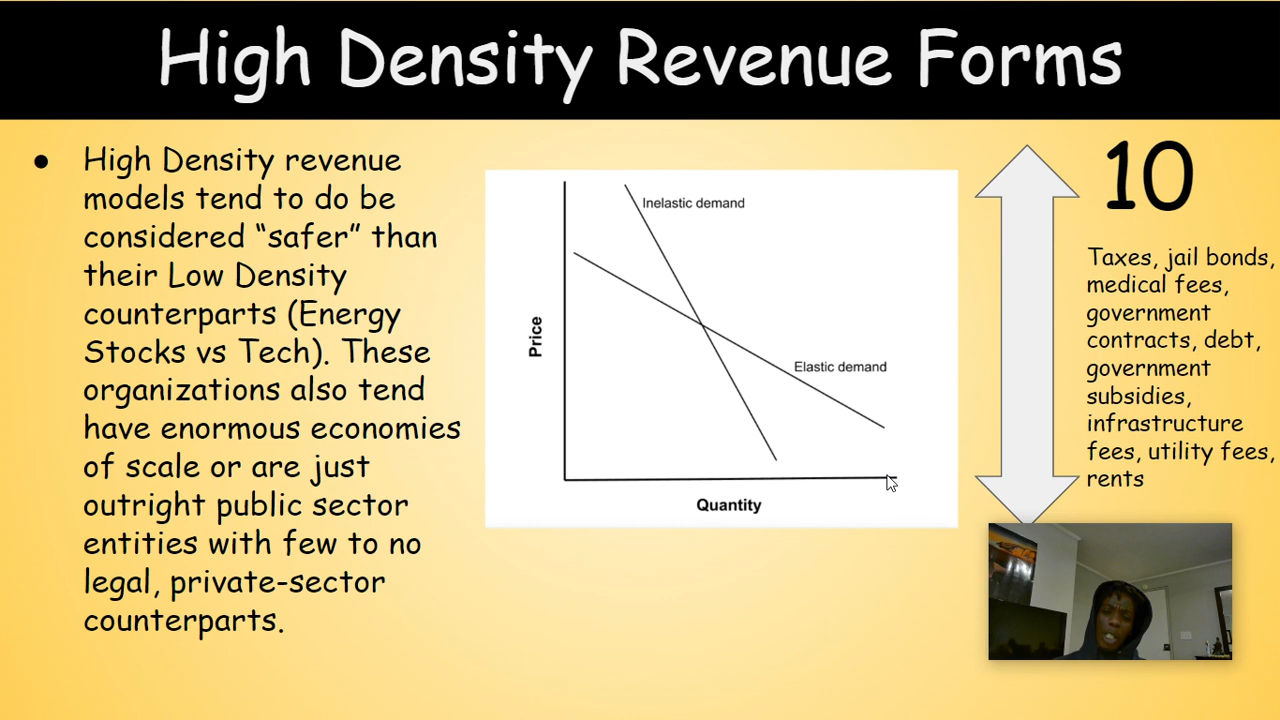 High Density Revenue Forms
● High Density revenue
models tend to do be
considered “safer” than
their Low Density
counterparts (Energy
Stocks vs Tech). These
organizations also tend
have enormous economies
of scale or are just
outright public sector
entities with few to no
legal, private-sector
counterparts.
Inelastic demand
Elastic demand
Price
Quantity
10
Taxes, jail bonds,
medical fees,
government
contracts, debt,
government
subsidies,
infrastructure
fees, utility fees,
rents